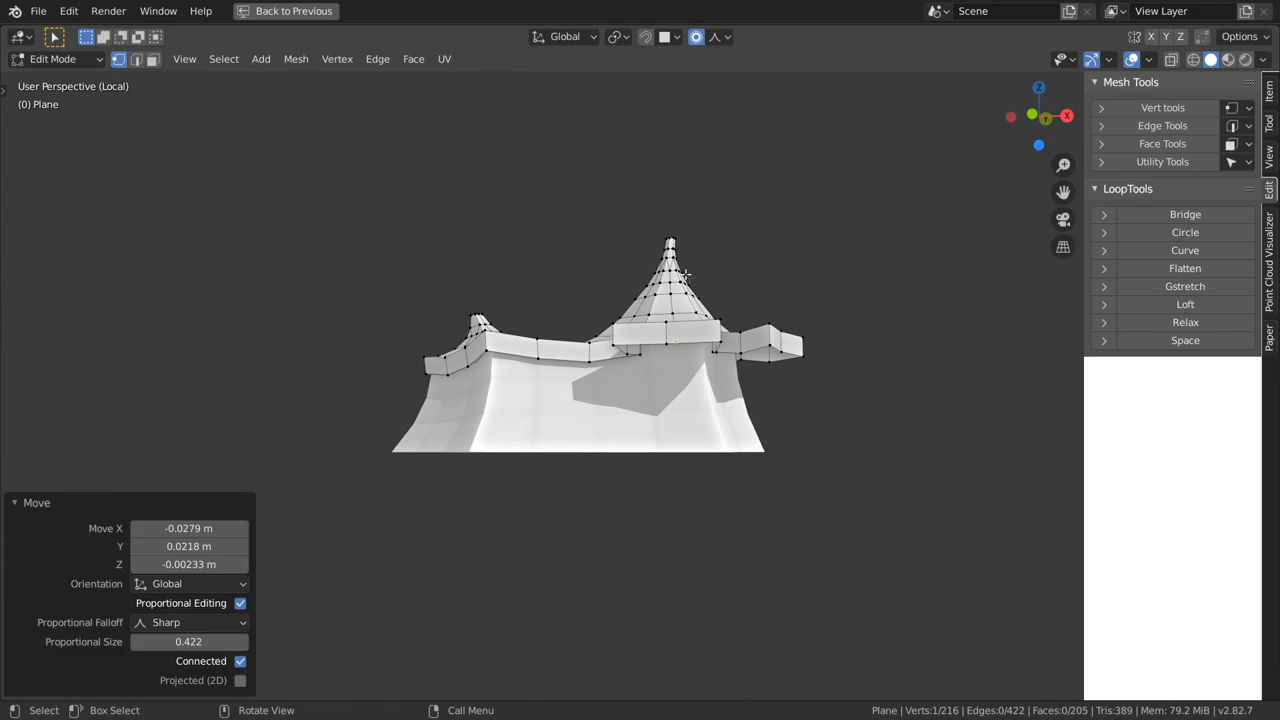 File Edit Render Window Help Back to Previous Scene View Layer
Global X Y Z Options
Edit Mode View Select Add Mesh Vertex Edge Face UV
User Perspective (Local)
(0) Plane
Z
X
Y
Mesh Tools
Vert tools
Edge Tools
Face Tools
Utility Tools
LoopTools
Bridge
Circle
Curve
Flatten
Gstretch
Loft
Relax
Space
Item
Tool
View
Edit
Point Cloud Visualizer
Paper
Move
Move X -0.0279 m
Y 0.0218 m
Z -0.00233 m
Orientation Global
Proportional Editing
Proportional Falloff Sharp
Proportional Size 0.422
Connected
Projected (2D)
Select Box Select Rotate View Call Menu Plane | Verts:1/216 | Edges:0/422 | Faces:0/205 | Tris:389 | Mem: 79.2 MiB | v2.82.7